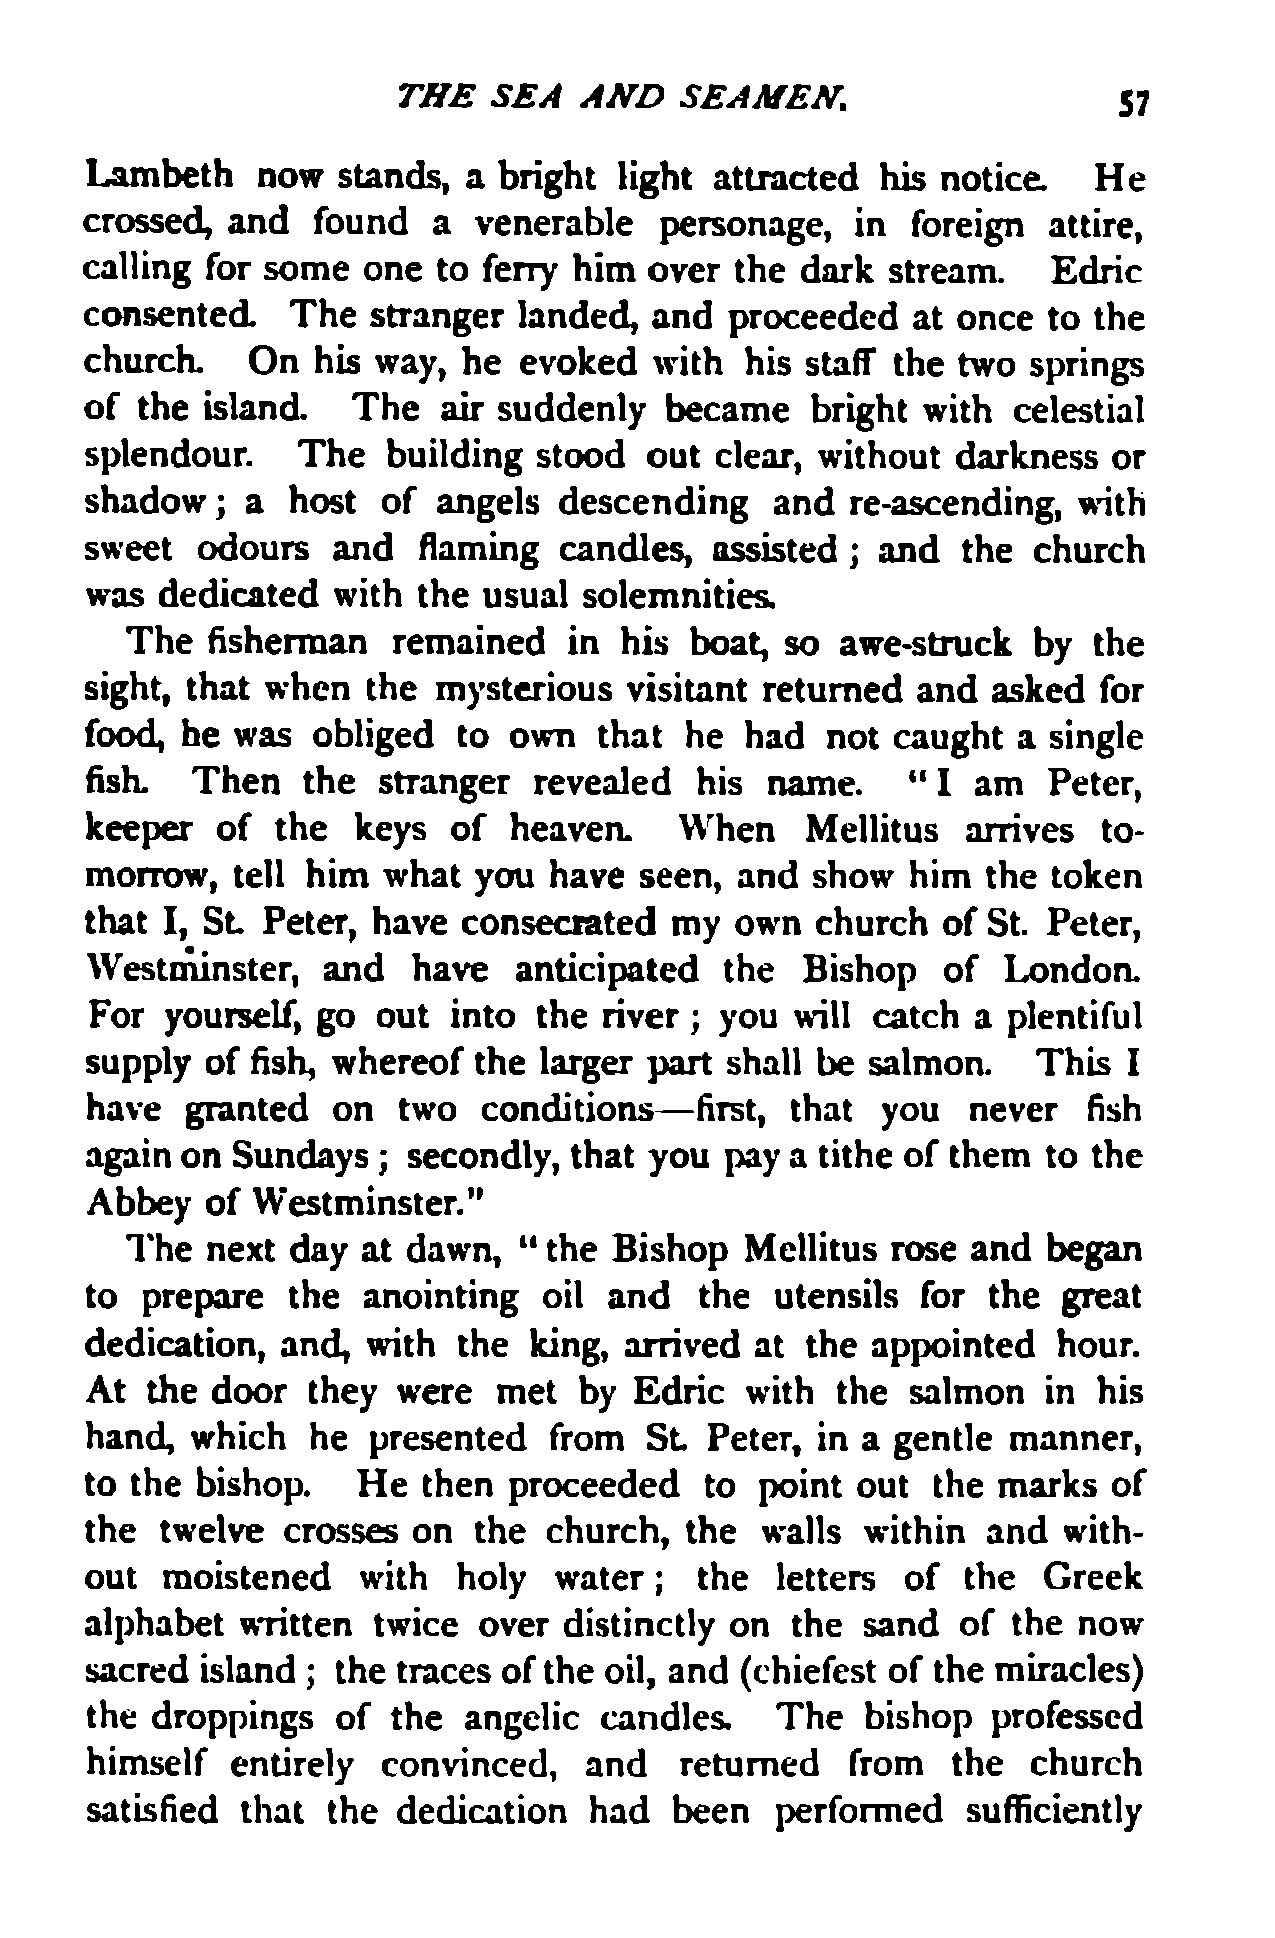 THE SEA AND SEAMEN. 57
Lambeth now stands, a bright light attracted his notice. He
crossed, and found a venerable personage, in foreign attire,
calling for some one to ferry him over the dark stream. Edric
consented. The stranger landed, and proceeded at once to the
church. On his way, he evoked with his staff the two springs
of the island. The air suddenly became bright with celestial
splendour. The building stood out clear, without darkness or
shadow; a host of angels descending and re-ascending, with
sweet odours and flaming candles, assisted; and the church
was dedicated with the usual solemnities.
The fisherman remained in his boat, so awe-struck by the
sight, that when the mysterious visitant returned and asked for
food, he was obliged to own that he had not caught a single
fish. Then the stranger revealed his name. "I am Peter,
keeper of the keys of heaven. When Mellitus arrives to-
morrow, tell him what you have seen, and show him the token
that I, St. Peter, have consecrated my own church of St. Peter,
Westminster, and have anticipated the Bishop of London.
For yourself, go out into the river; you will catch a plentiful
supply of fish, whereof the larger part shall be salmon. This I
have granted on two conditions—first, that you never fish
again on Sundays; secondly, that you pay a tithe of them to the
Abbey of Westminster."
The next day at dawn, "the Bishop Mellitus rose and began
to prepare the anointing oil and the utensils for the great
dedication, and, with the king, arrived at the appointed hour.
At the door they were met by Edric with the salmon in his
hand, which he presented from St. Peter, in a gentle manner,
to the bishop. He then proceeded to point out the marks of
the twelve crosses on the church, the walls within and with-
out moistened with holy water; the letters of the Greek
alphabet written twice over distinctly on the sand of the now
sacred island; the traces of the oil, and (chiefest of the miracles)
the droppings of the angelic candles. The bishop professed
himself entirely convinced, and returned from the church
satisfied that the dedication had been performed sufficiently